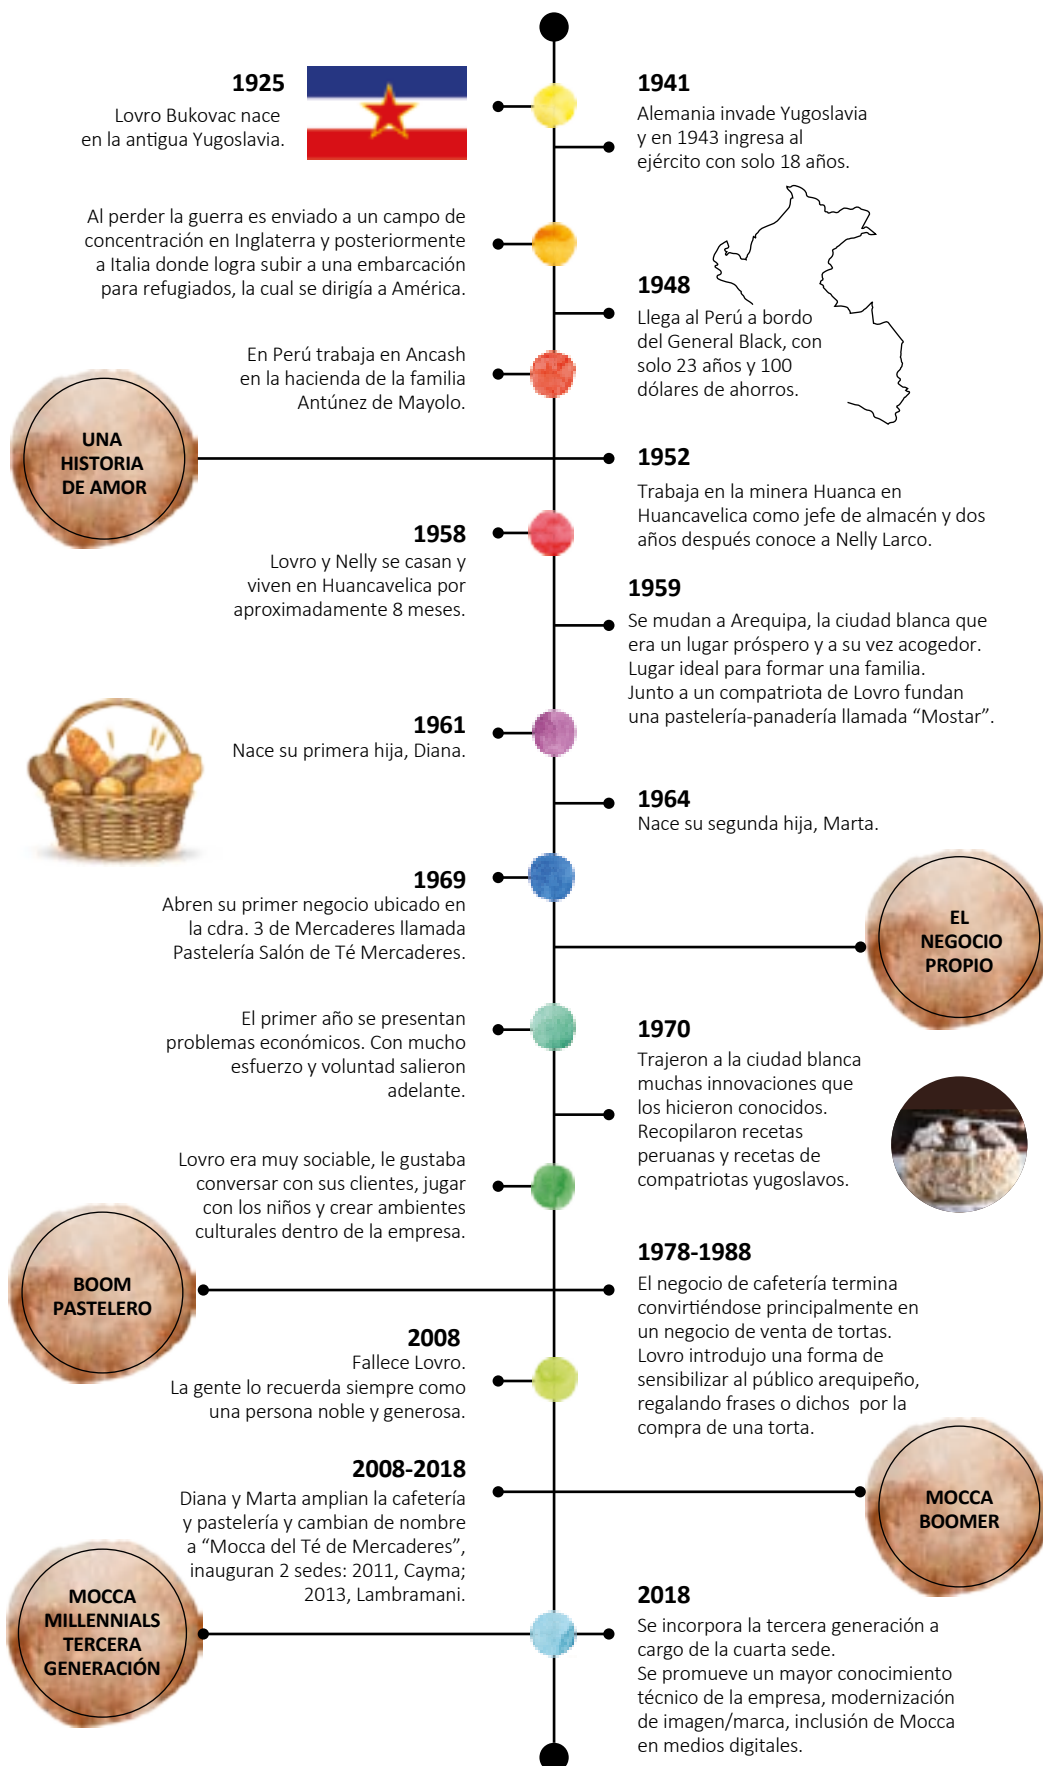 1925
Lovro Bukovac nace
en la antigua Yugoslavia.
1941
Alemania invade Yugoslavia
y en 1943 ingresa al
ejército con solo 18 años.
Al perder la guerra es enviado a un campo de
concentración en Inglaterra y posteriormente
a Italia donde logra subir a una embarcación
para refugiados, la cual se dirigía a América.
1948
Llega al Perú a bordo
del General Black, con
solo 23 años y 100
dólares de ahorros.
En Perú trabaja en Ancash
en la hacienda de la familia
Antúnez de Mayolo.
UNA
HISTORIA
DE AMOR
1952
Trabaja en la minera Huanca en
Huancavelica como jefe de almacén y dos
años después conoce a Nelly Larco.
1958
Lovro y Nelly se casan y
viven en Huancavelica por
aproximadamente 8 meses.
1959
Se mudan a Arequipa, la ciudad blanca que
era un lugar próspero y a su vez acogedor.
Lugar ideal para formar una familia.
Junto a un compatriota de Lovro fundan
una pastelería-panadería llamada “Mostar”.
1961
Nace su primera hija, Diana.
1964
Nace su segunda hija, Marta.
1969
Abren su primer negocio ubicado en
la cdra. 3 de Mercaderes llamada
Pastelería Salón de Té Mercaderes.
EL
NEGOCIO
PROPIO
El primer año se presentan
problemas económicos. Con mucho
esfuerzo y voluntad salieron
adelante.
1970
Trajeron a la ciudad blanca
muchas innovaciones que
los hicieron conocidos.
Recopilaron recetas
peruanas y recetas de
compatriotas yugoslavos.
Lovro era muy sociable, le gustaba
conversar con sus clientes, jugar
con los niños y crear ambientes
culturales dentro de la empresa.
BOOM
PASTELERO
1978-1988
El negocio de cafetería termina
convirtiéndose principalmente en
un negocio de venta de tortas.
Lovro introdujo una forma de
sensibilizar al público arequipeño,
regalando frases o dichos por la
compra de una torta.
2008
Fallece Lovro.
La gente lo recuerda siempre como
una persona noble y generosa.
2008-2018
Diana y Marta amplian la cafetería
y pastelería y cambian de nombre
a “Mocca del Té de Mercaderes”,
inauguran 2 sedes: 2011, Cayma;
2013, Lambramani.
MOCCA
BOOMER
MOCCA
MILLENNIALS
TERCERA
GENERACIÓN
2018
Se incorpora la tercera generación a
cargo de la cuarta sede.
Se promueve un mayor conocimiento
técnico de la empresa, modernización
de imagen/marca, inclusión de Mocca
en medios digitales.